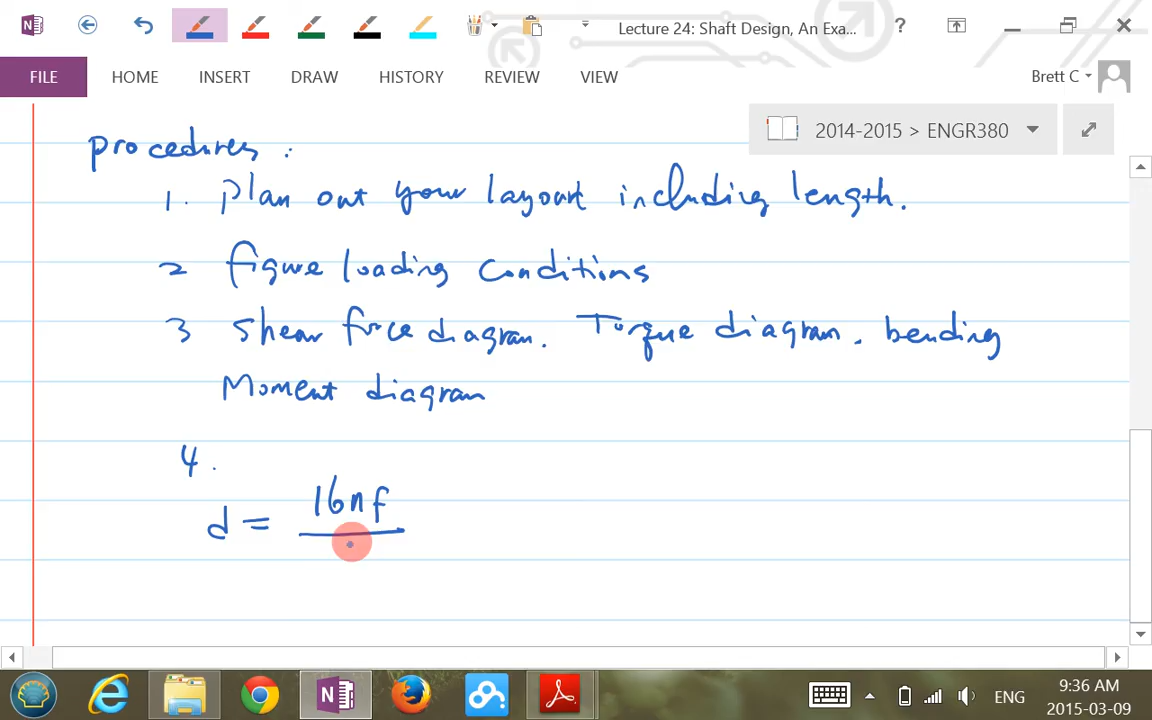 Lecture 24: Shaft Design, An Exa... ?
FILE HOME INSERT DRAW HISTORY REVIEW VIEW Brett C
2014-2015 > ENGR380
procedures :
1. Plan out your layout including length.
2 figure loading conditions
3 Shear force diagram. Torque diagram. bending
Moment diagram
4.
d = 16nf
ENG 9:36 AM
2015-03-09